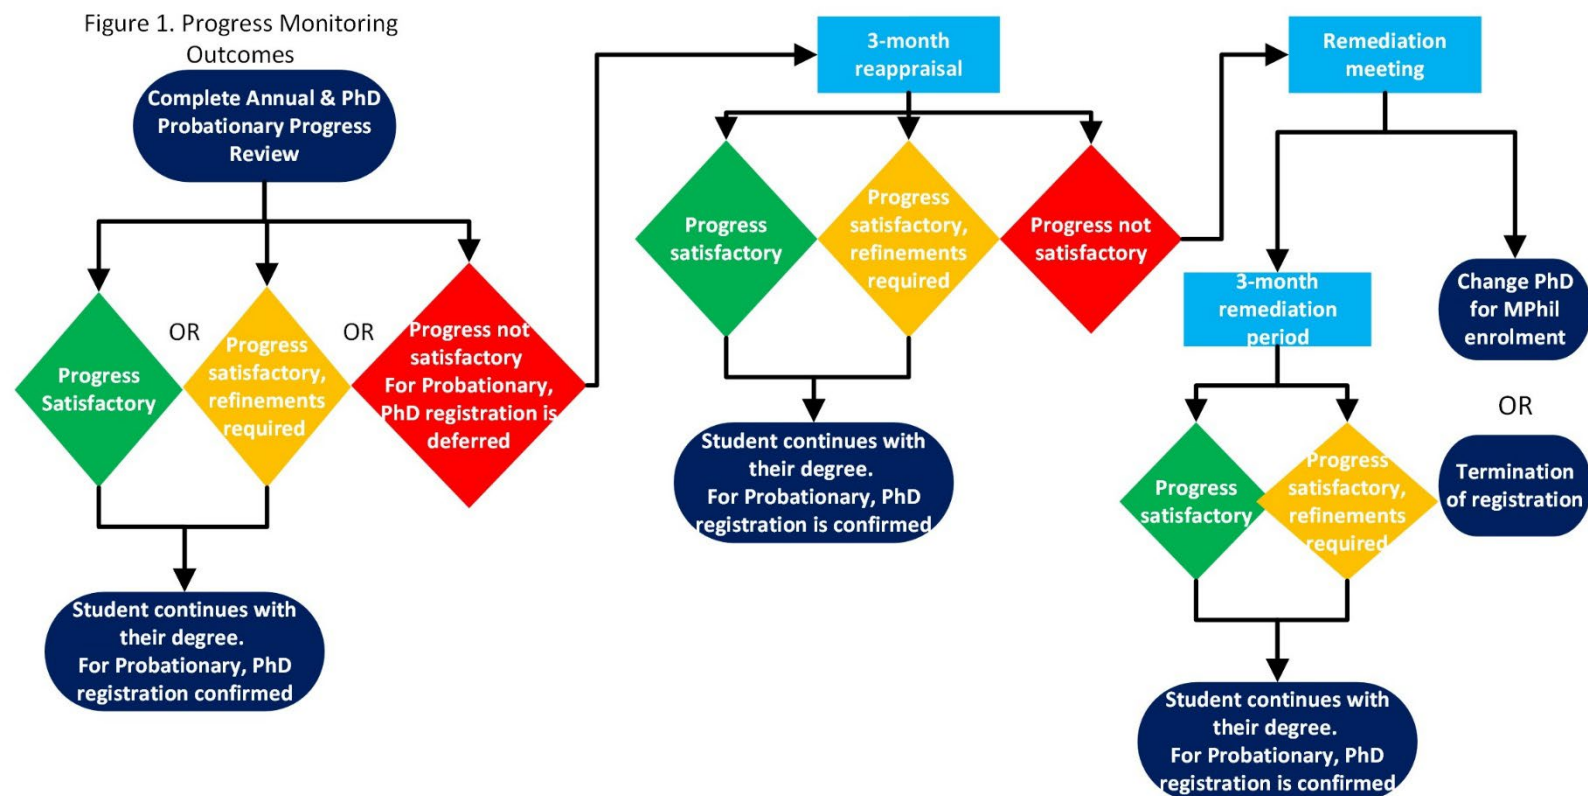 Figure 1. Progress Monitoring
Outcomes
Complete Annual & PhD
Probationary Progress
Review
Progress
Satisfactory
OR
Progress
satisfactory,
refinements
required
OR
Progress not
satisfactory
For Probationary,
PhD registration is
deferred
Student continues with
their degree.
For Probationary, PhD
registration confirmed
3-month
reappraisal
Progress
satisfactory
Progress
satisfactory,
refinements
required
Progress not
satisfactory
Student continues with
their degree.
For Probationary, PhD
registration is confirmed
Remediation
meeting
3-month
remediation
period
Change PhD
for MPhil
enrolment
OR
Termination
of registration
Progress
satisfactory
Progress
satisfactory,
refinements
required
Student continues with
their degree.
For Probationary, PhD
registration is confirmed